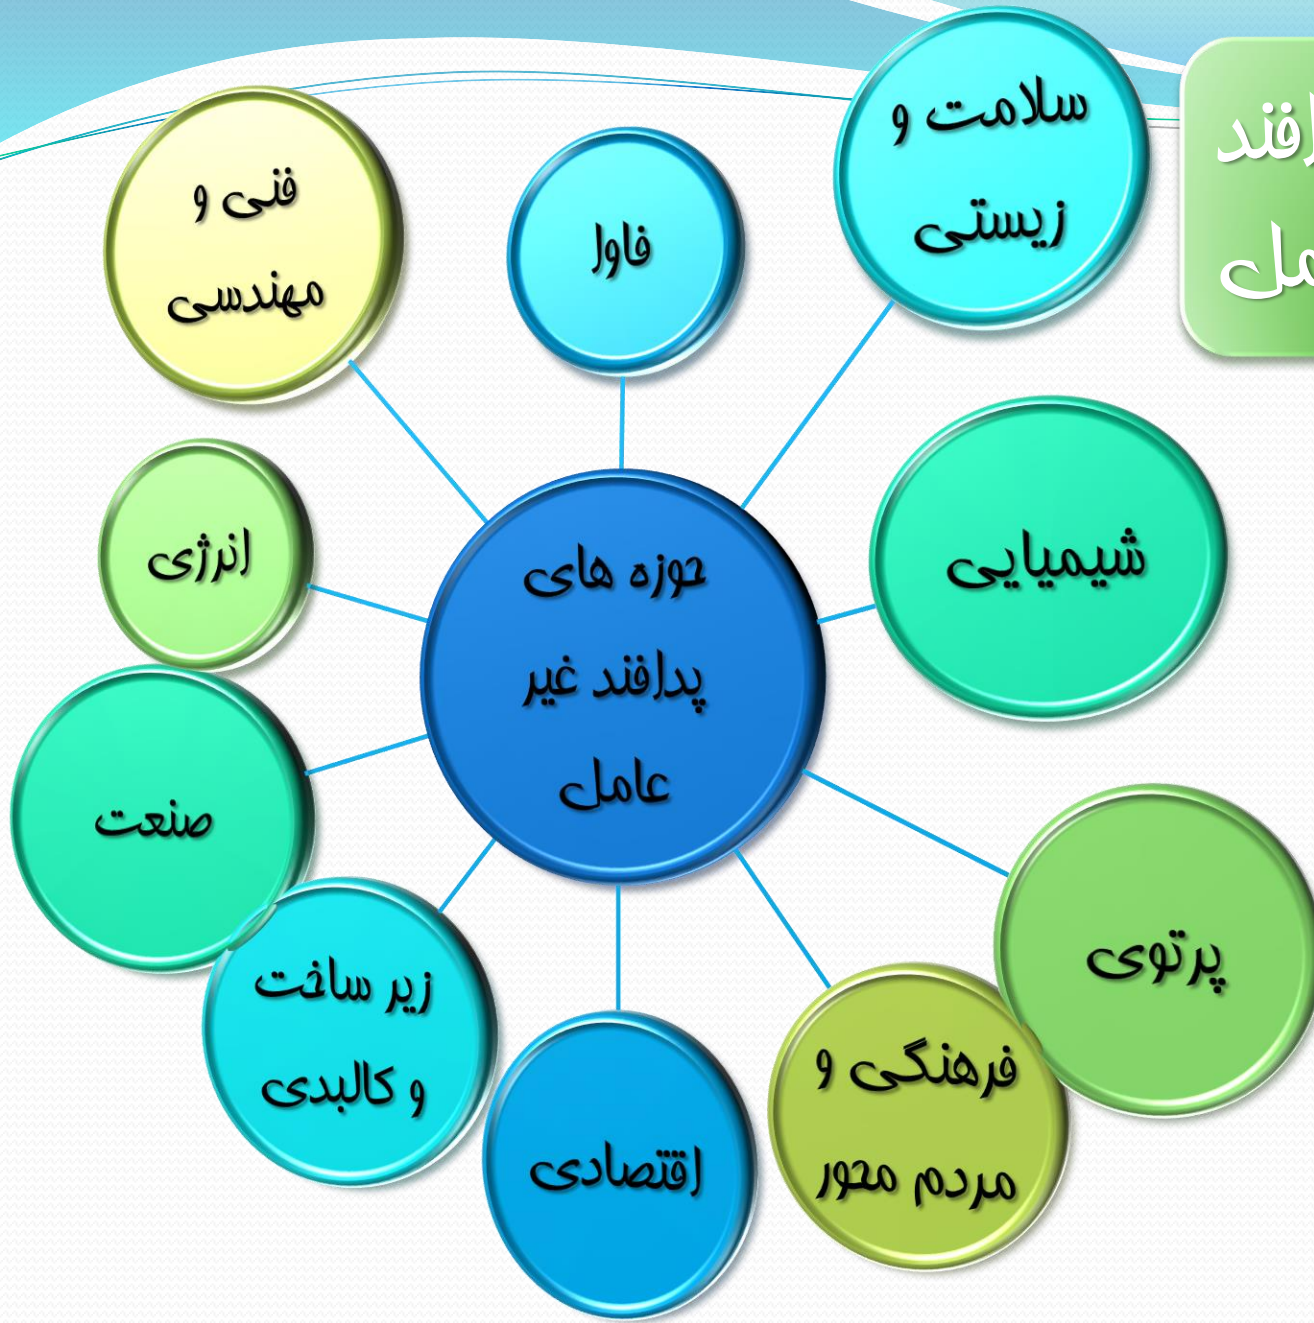 حوزه های
پدافند غیر
عامل
سلامت و
زیستی
شیمیایی
پرتوی
فرهنگی و
مردم محور
اقتصادی
زیر ساخت
و کالبدی
صنعت
انرژی
فنی و
مهندسی
فاوا